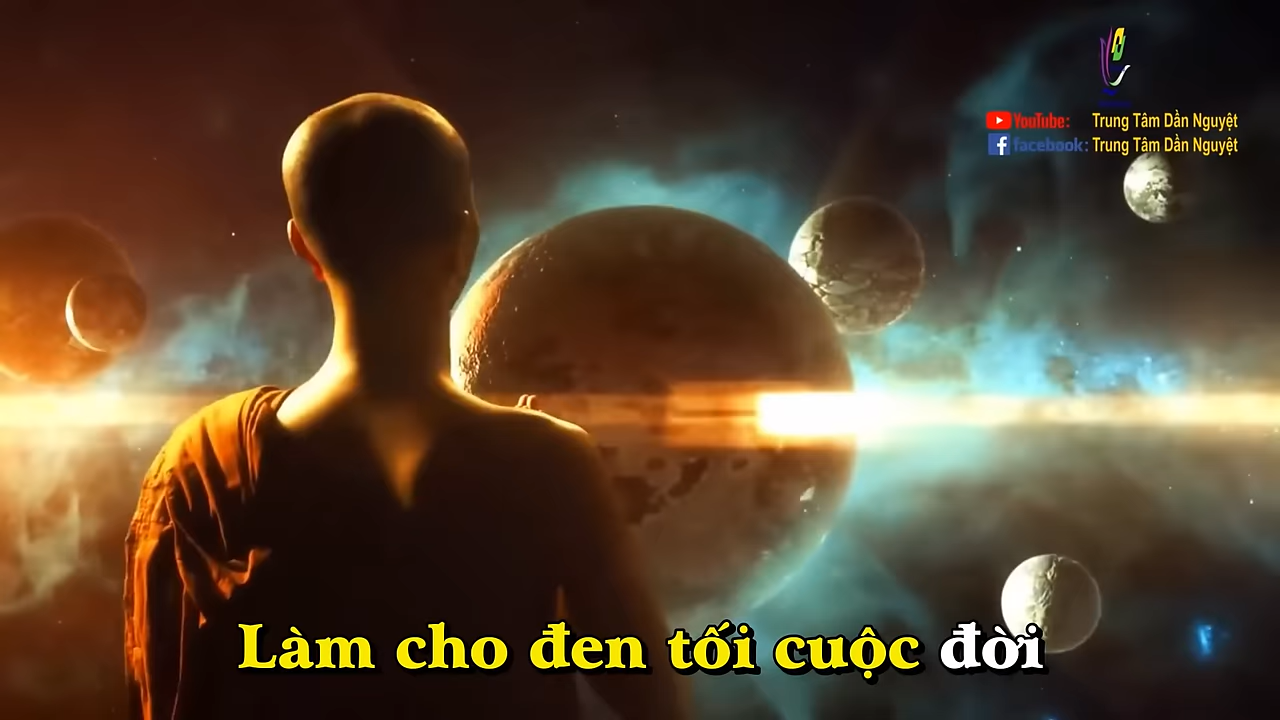 YouTube: Trung Tâm Dần Nguyệt
facebook: Trung Tâm Dần Nguyệt
Làm cho đen tối cuộc đời